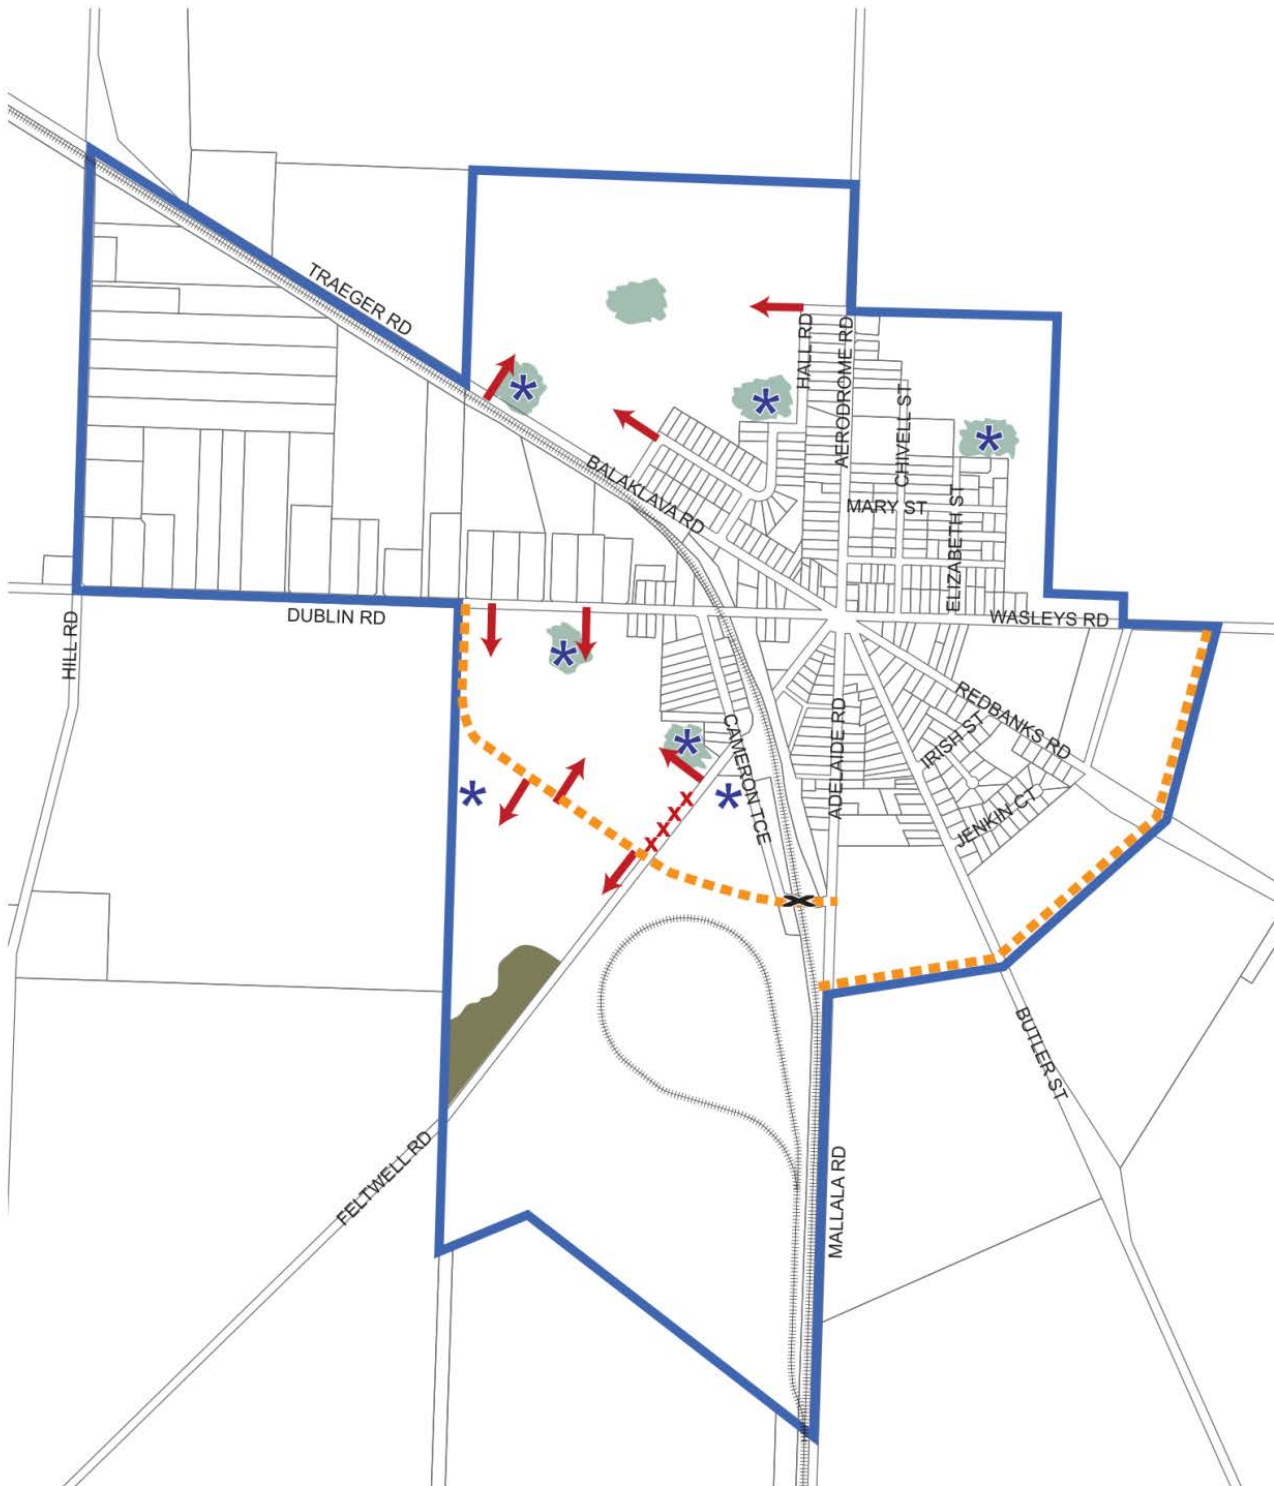 TRAEGER RD
HALL RD
AERODROME RD
CHIVELL ST
BALAKLAVA RD
MARY ST
ELIZABETH ST
DUBLIN RD
WASLEYS RD
HILL RD
REDBANKS RD
CAMERON TCE
ADELAIDE RD
IRISH ST
JENKIN CT
x
x
x
x
BUTLER ST
FELTWELL RD
MALLALA RD